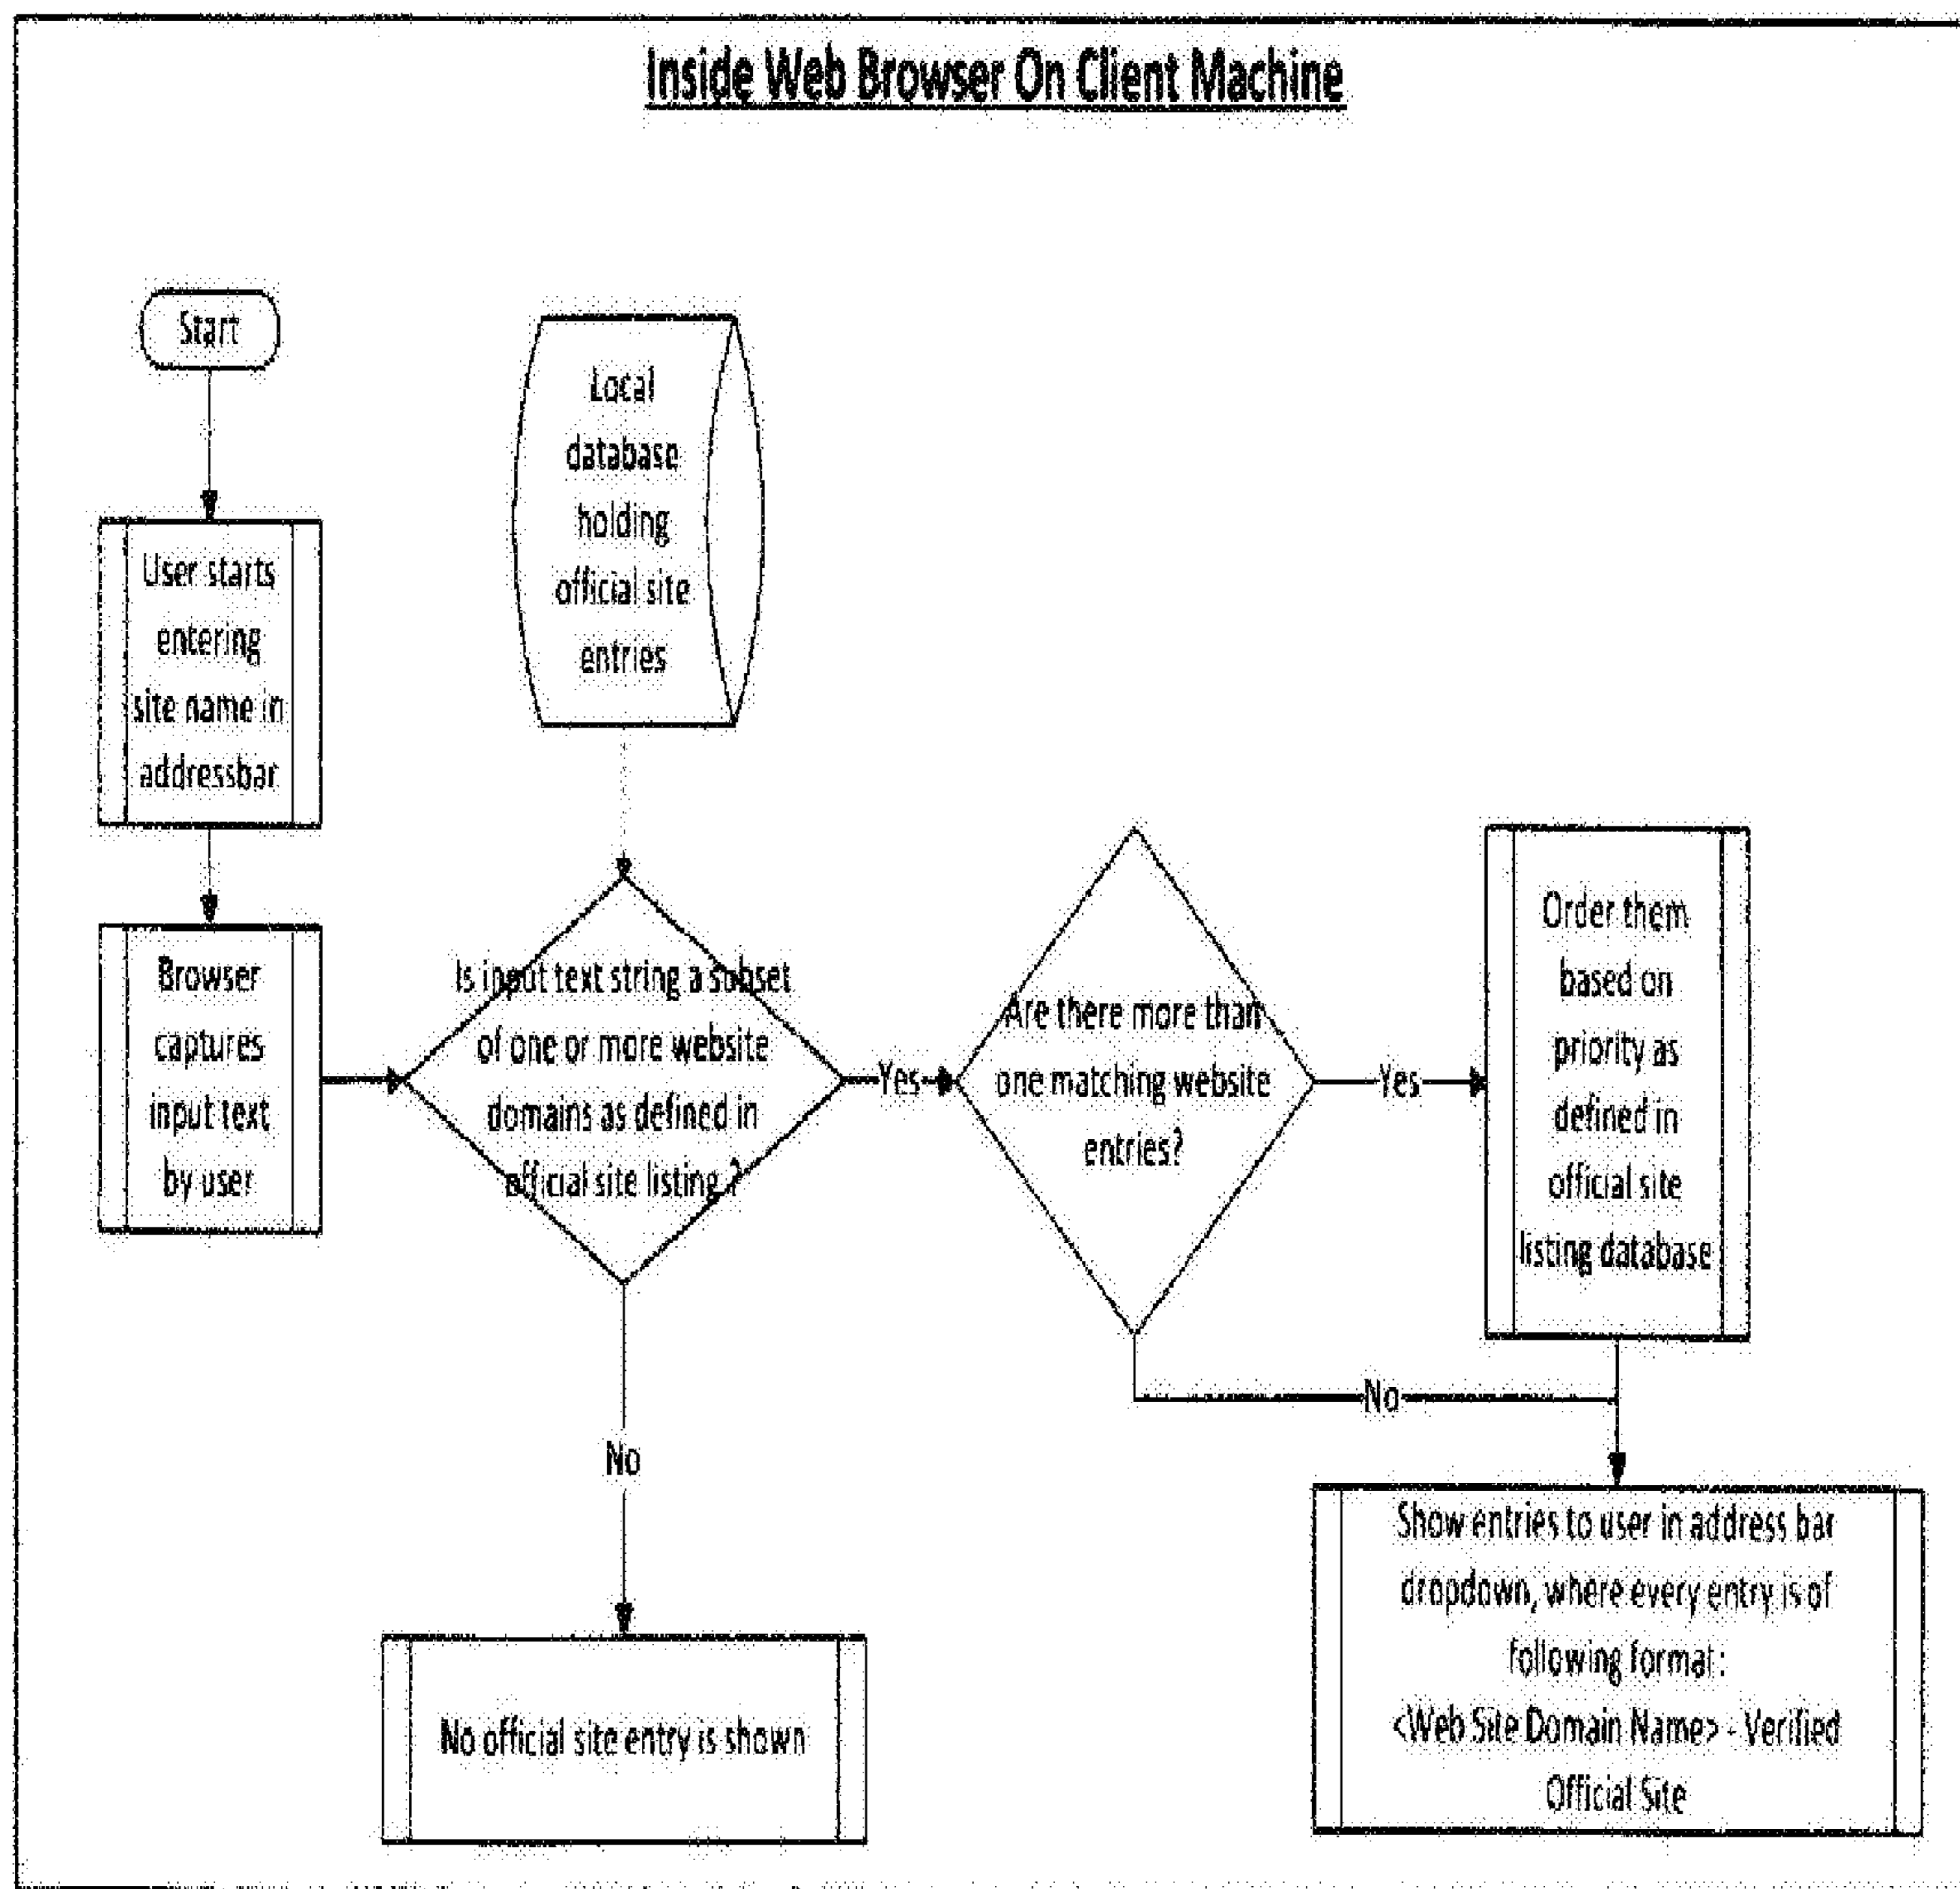 Inside Web Browser On Client Machine
Start
User starts
entering
site name in
addressbar
Browser
captures
input text
by user
Local
database
holding
official site
entries
Is input text string a subset
of one or more website
domains as defined in
official site listing ?
Yes
No
No official site entry is shown
Are there more than
one matching website
entries?
Yes
No
Order them
based on
priority as
defined in
official site
listing database
Show entries to user in address bar
dropdown, where every entry is of
following format :
<Web Site Domain Name> - Verified
Official Site